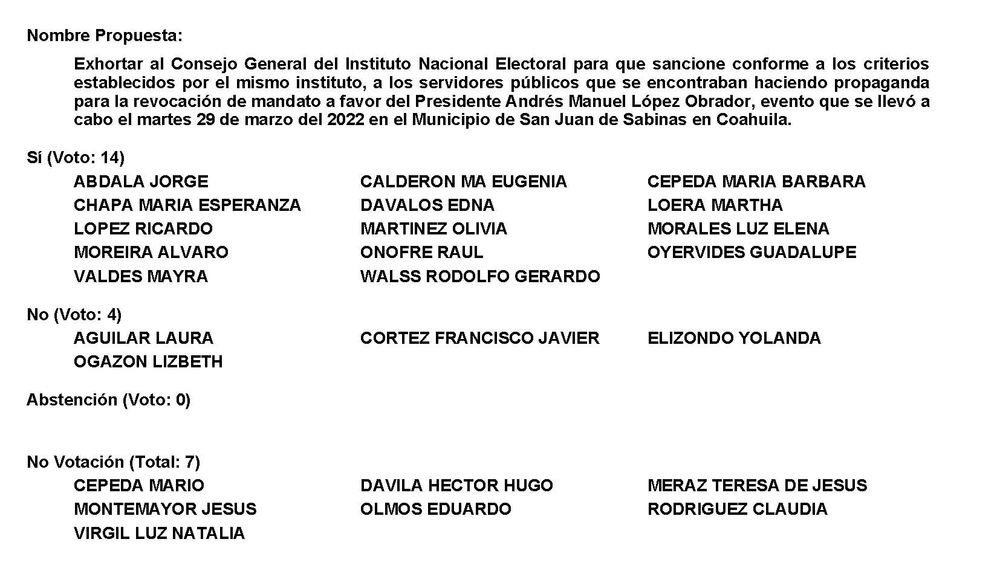 Nombre Propuesta:
Exhortar al Consejo General del Instituto Nacional Electoral para que sancione conforme a los criterios
establecidos por el mismo instituto, a los servidores públicos que se encontraban haciendo propaganda
para la revocación de mandato a favor del Presidente Andrés Manuel López Obrador, evento que se llevó a
cabo el martes 29 de marzo del 2022 en el Municipio de San Juan de Sabinas en Coahuila.
Sí (Voto: 14)
ABDALA JORGE CALDERON MA EUGENIA CEPEDA MARIA BARBARA
CHAPA MARIA ESPERANZA DAVALOS EDNA LOERA MARTHA
LOPEZ RICARDO MARTINEZ OLIVIA MORALES LUZ ELENA
MOREIRA ALVARO ONOFRE RAUL OYERVIDES GUADALUPE
VALDES MAYRA WALSS RODOLFO GERARDO
No (Voto: 4)
AGUILAR LAURA CORTEZ FRANCISCO JAVIER ELIZONDO YOLANDA
OGAZON LIZBETH
Abstención (Voto: 0)
No Votación (Total: 7)
CEPEDA MARIO DAVILA HECTOR HUGO MERAZ TERESA DE JESUS
MONTEMAYOR JESUS OLMOS EDUARDO RODRIGUEZ CLAUDIA
VIRGIL LUZ NATALIA